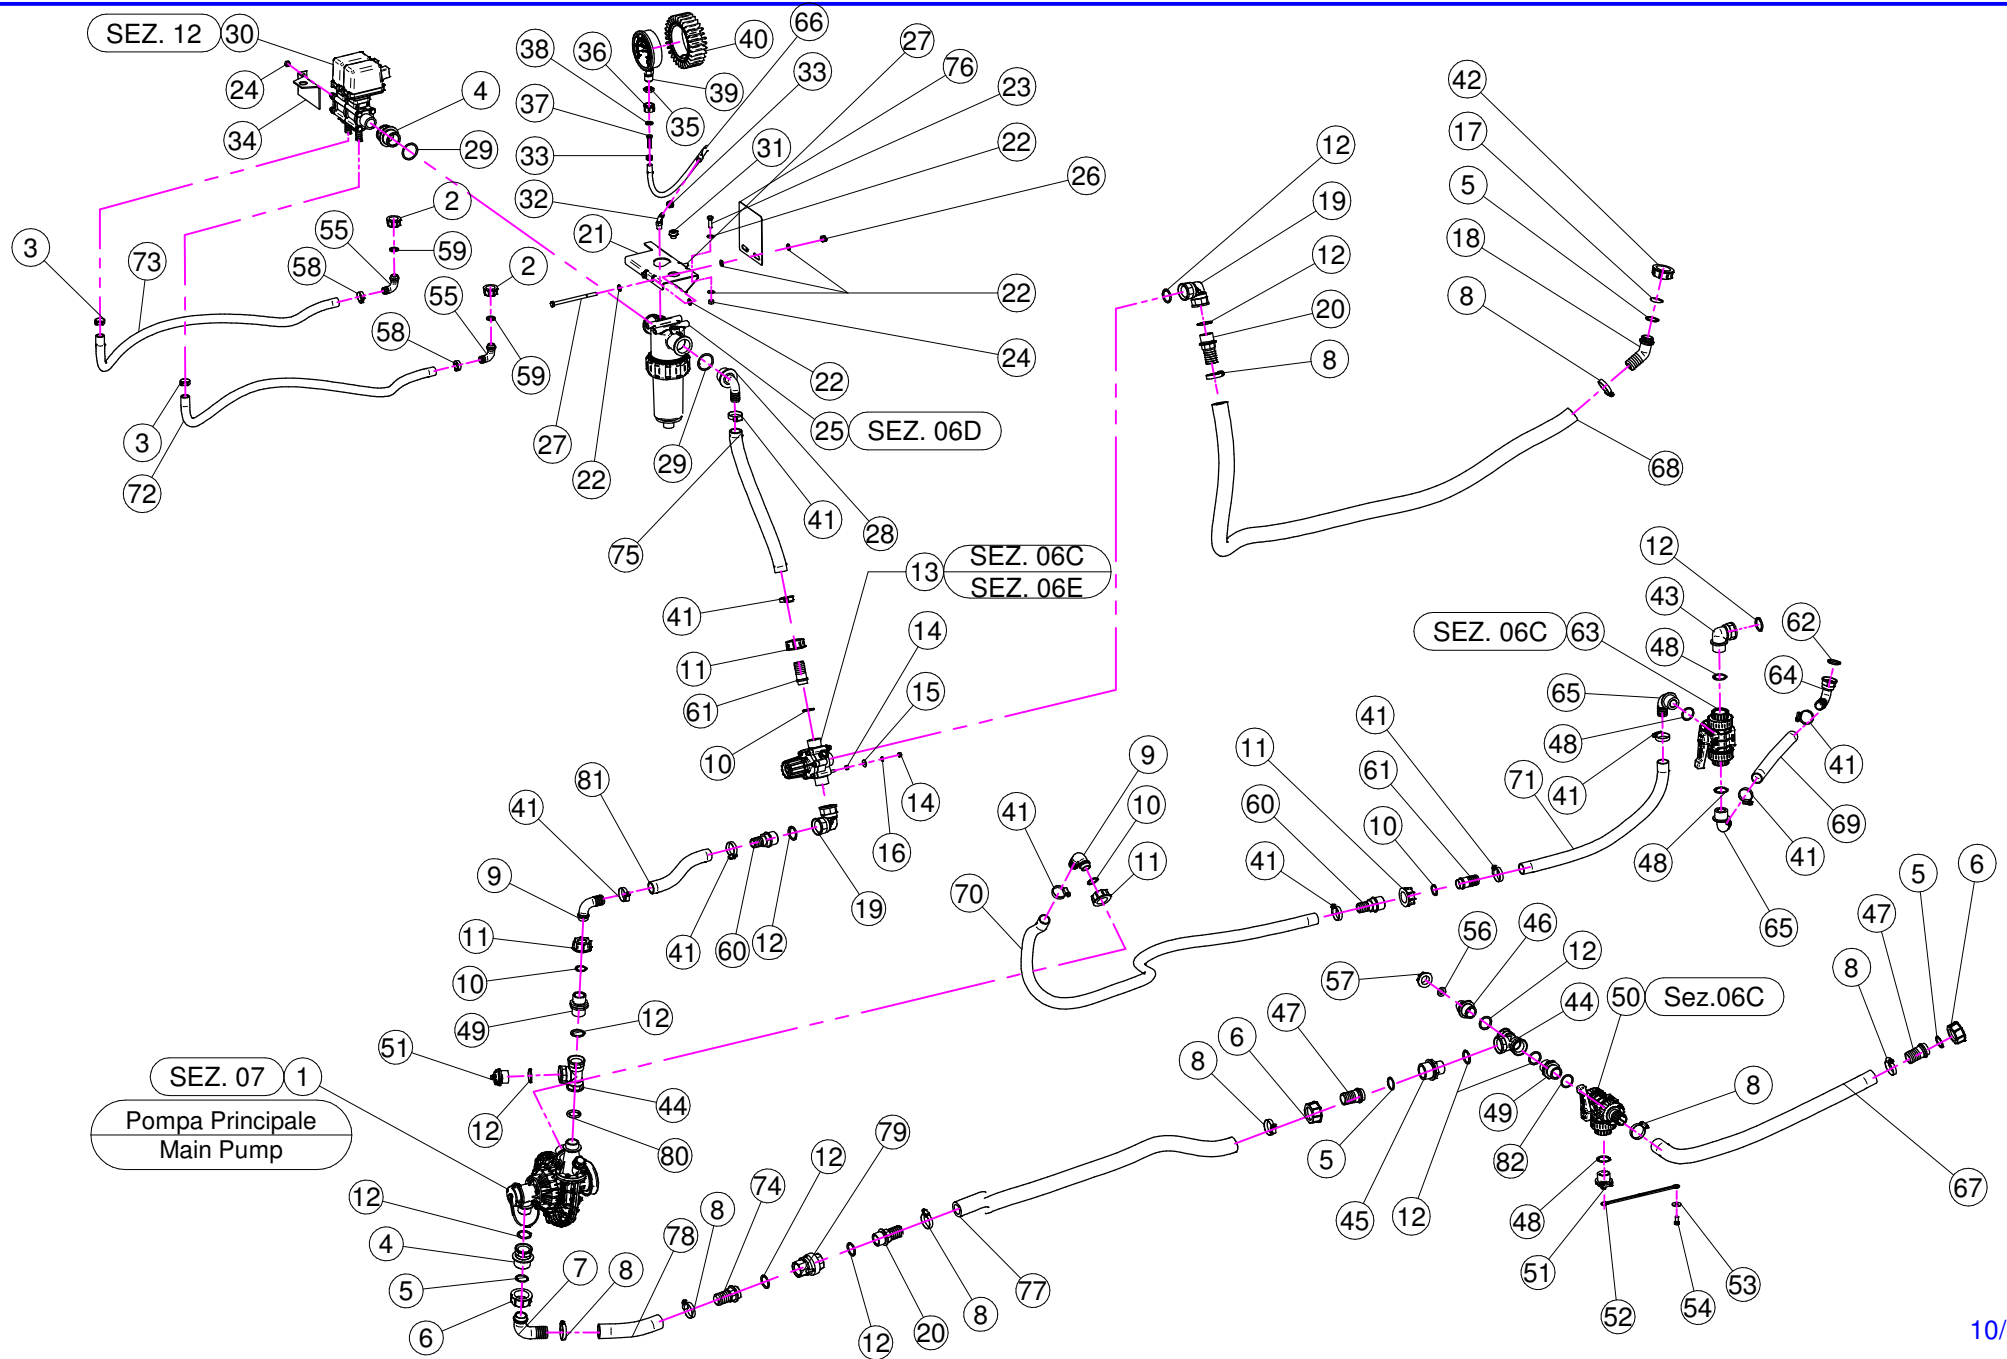 SEZ. 12 30
66
38 36 40 27
24 37 39 33 76 42
34 4 35 23 17
29 33 31 22 12 5
2 32 26 19 18
3 73 55 59 21 12
58 2 22 20 8
55 24 8
58 59 22
3 27 25 SEZ. 06D
72 22 29 41 28 68
75 13 SEZ. 06C
SEZ. 06E
12
41 14 SEZ. 06C 63 43 62
11 15 48 64
61 41 65
10 9 11 61 48 41
81 14 41 71 69
41 16 41 10 60 10 48 41
9 11 41 5 6
11 41 60 12 19 70 65 47
10 56 46 12 8
49 12 57 44 50 Sez.06C
51 47
SEZ. 07 1 44 6 8
12 8
Pompa Principale
Main Pump
80 79 49
12 74 12 5 82 67
4 78 8 45 12 48
5 7 8 77 51 53
6 8 12 20 8 52 54
10/